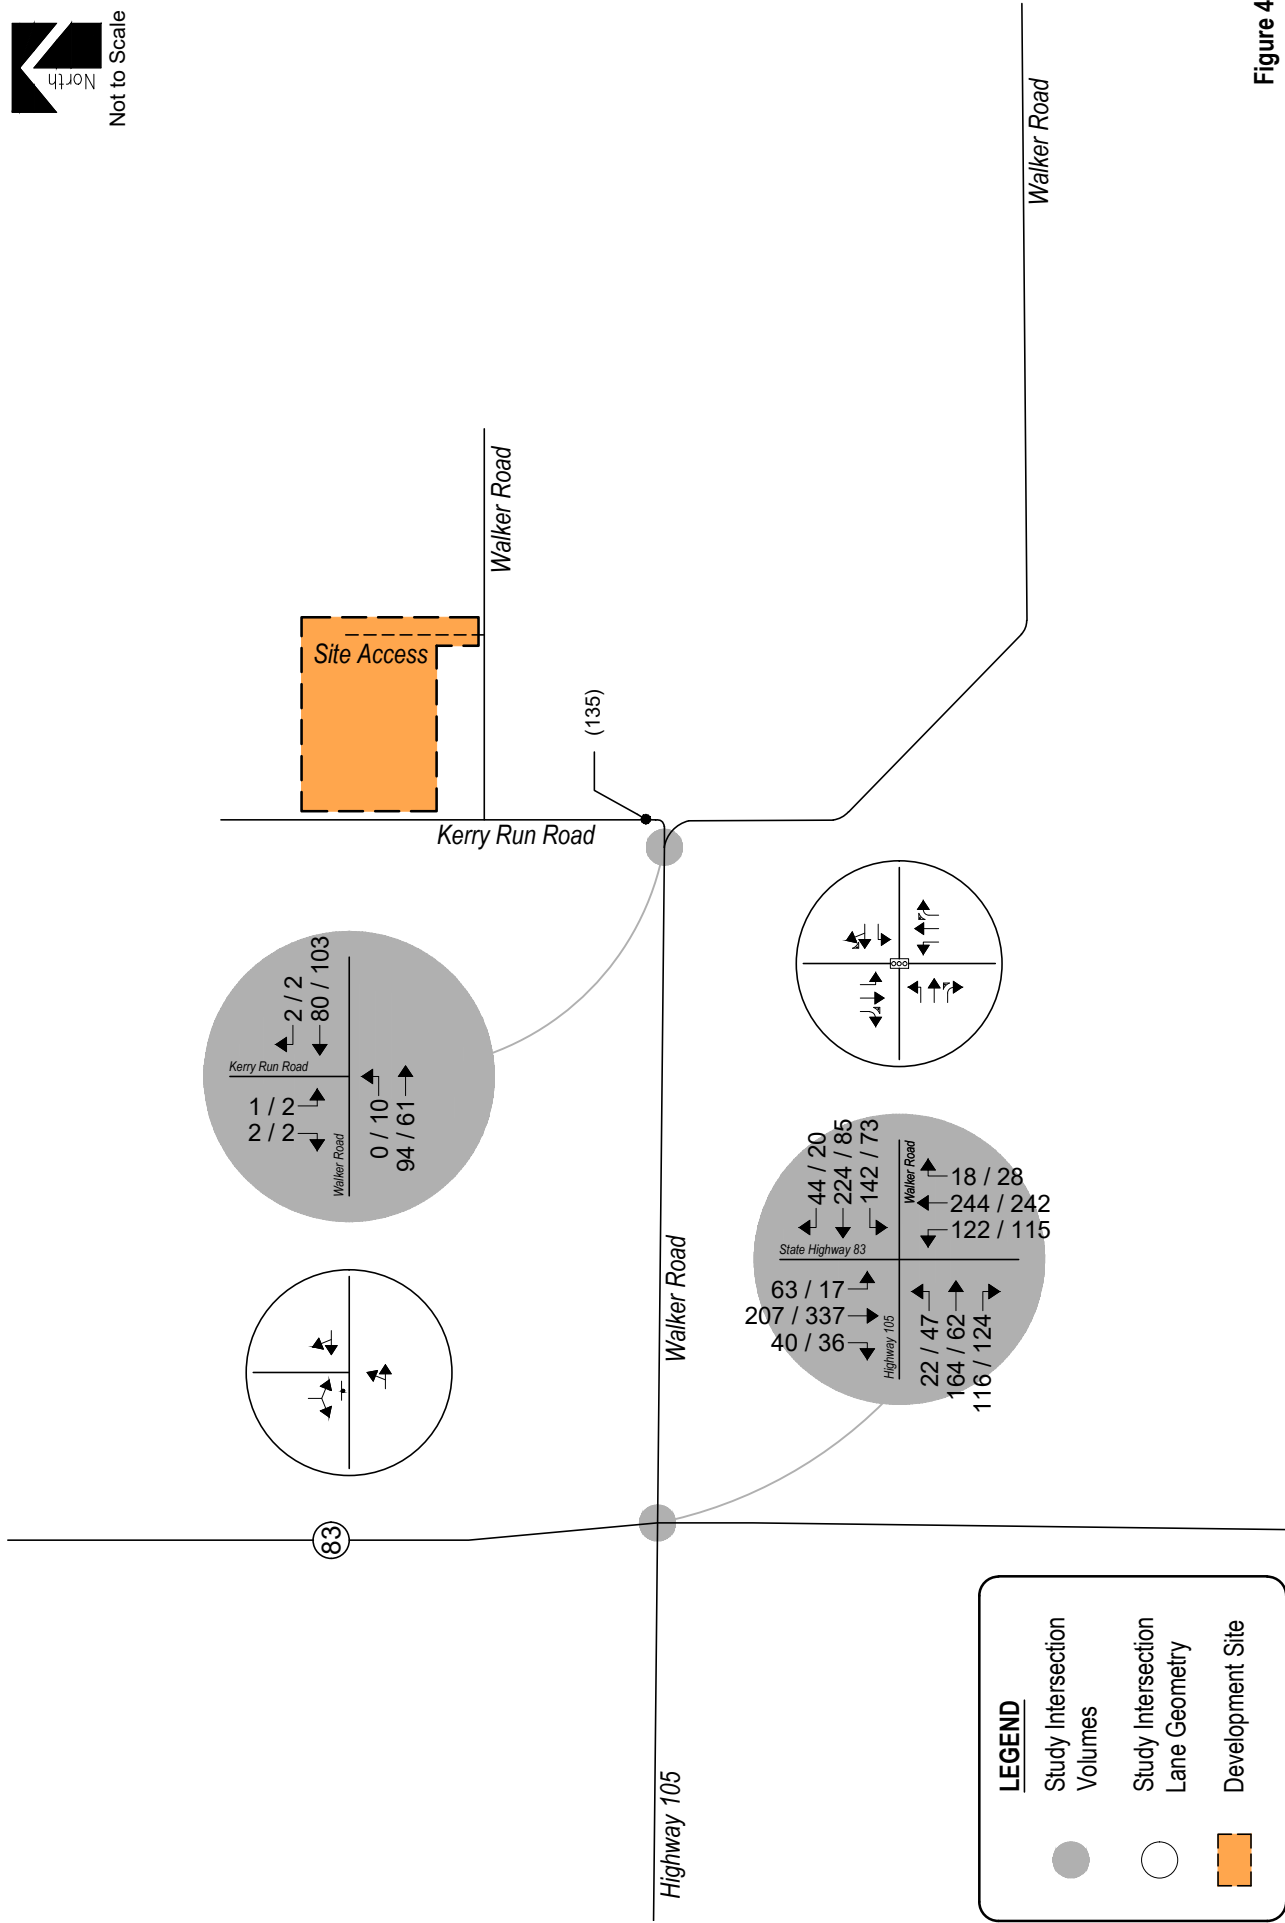 North
Not to Scale
Figure 4
Walker Road
Walker Road
Site Access
(135)
Kerry Run Road
2 / 2
80 / 103
Kerry Run Road
1 / 2
2 / 2
Walker Road
0 / 10
94 / 61
44 / 20
224 / 85
142 / 73
Walker Road
18 / 28
244 / 242
122 / 115
State Highway 83
63 / 17
207 / 337
40 / 36
Highway 105
22 / 47
164 / 62
116 / 124
Walker Road
83
Highway 105
LEGEND
Study Intersection
Volumes
Study Intersection
Lane Geometry
Development Site